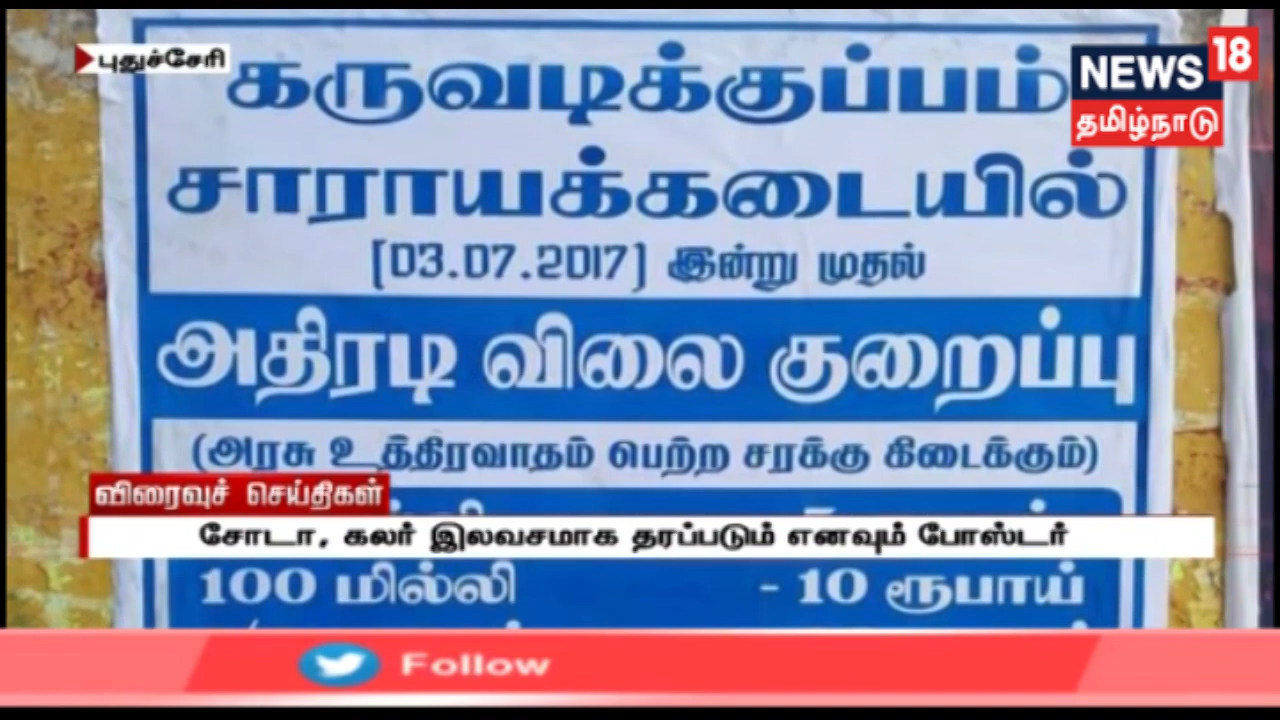 புதுச்சேரி
NEWS 18
தமிழ்நாடு
கருவடிக்குப்பம்
சாராயக்கடையில்
[03.07.2017] இன்று முதல்
அதிரடி விலை குறைப்பு
(அரசு உத்திரவாதம் பெற்ற சரக்கு கிடைக்கும்)
விரைவுச் செய்திகள்
சோடா, கலர் இலவசமாக தரப்படும் எனவும் போஸ்டர்
100 மில்லி - 10 ரூபாய்
Follow